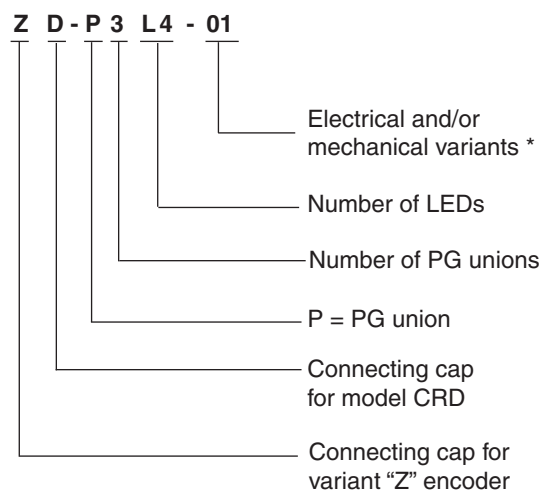 Z D - P 3 L4 - 01
Electrical and/or
mechanical variants *
Number of LEDs
Number of PG unions
P = PG union
Connecting cap
for model CRD
Connecting cap for
variant “Z” encoder